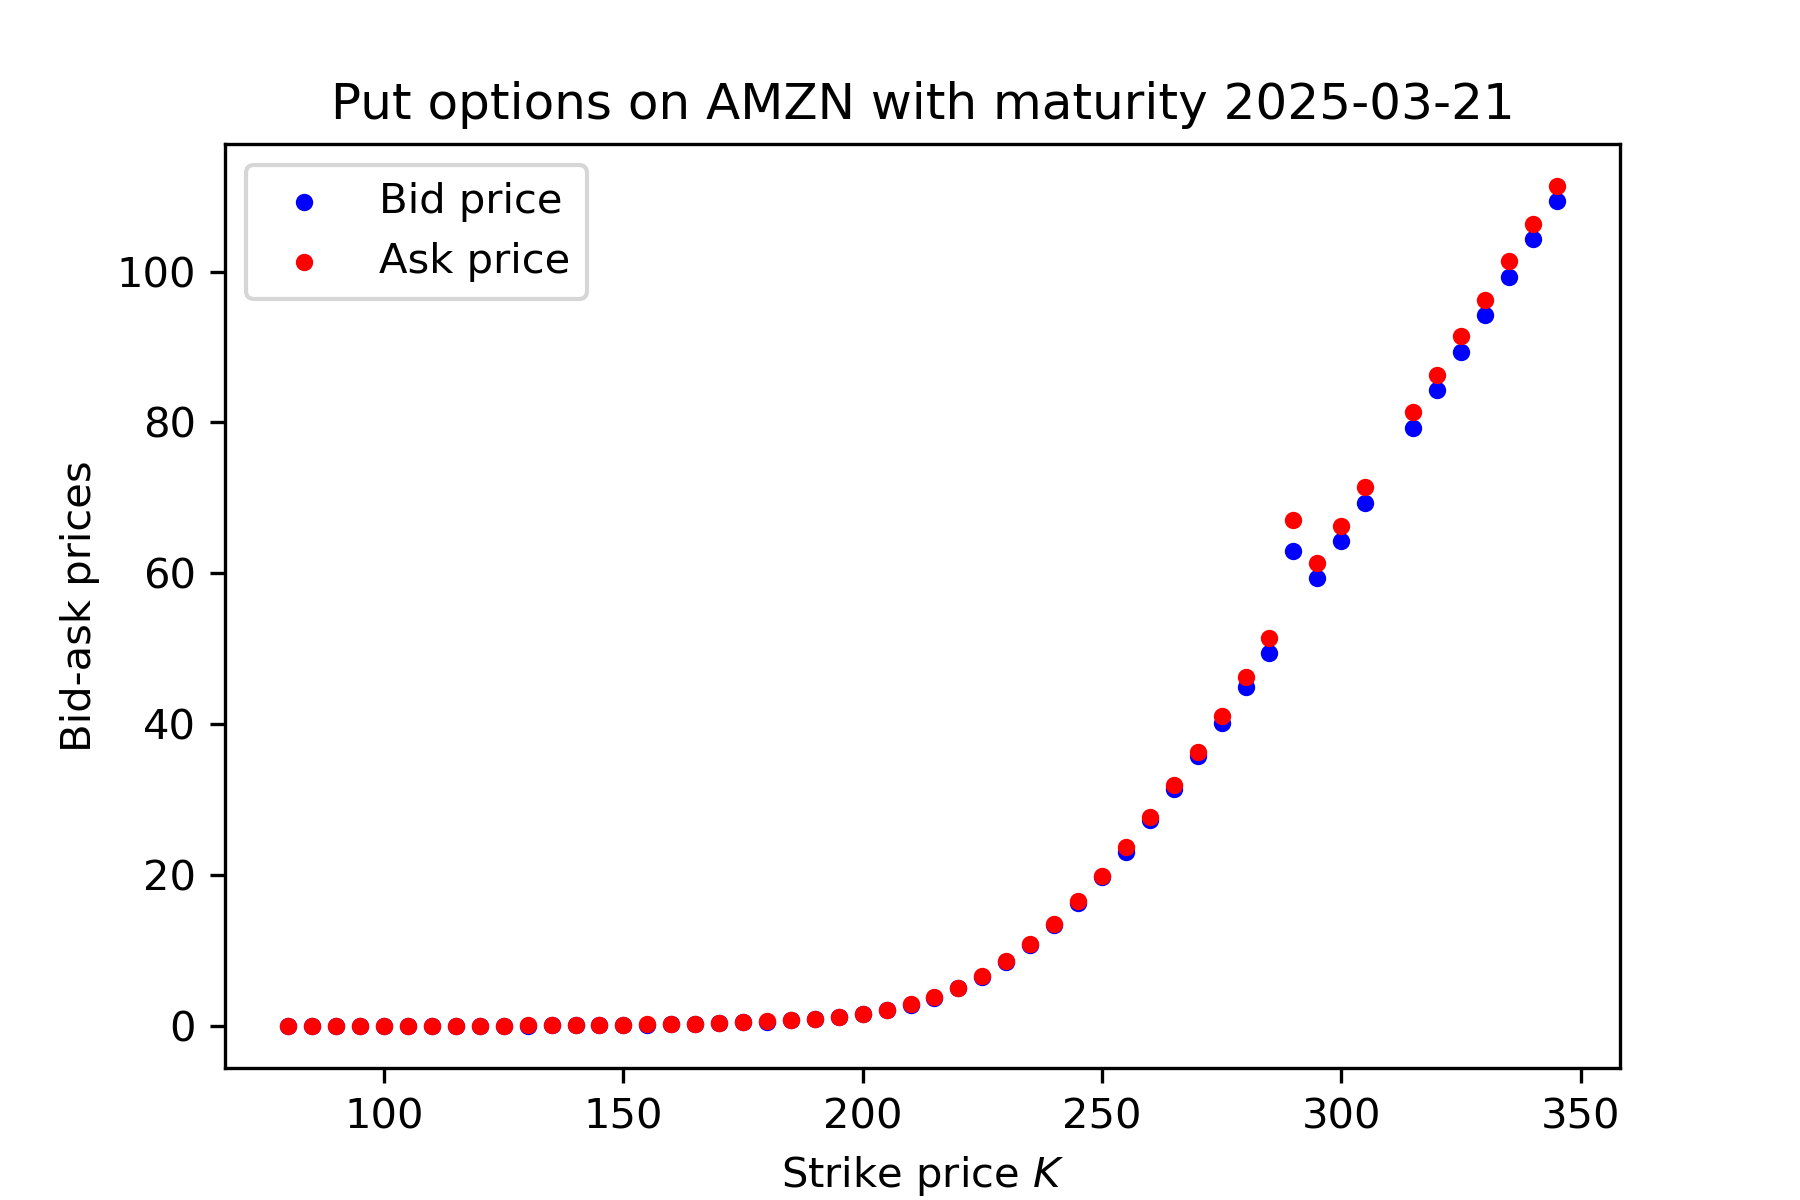 Put options on AMZN with maturity 2025-03-21
Bid price
Ask price
Bid-ask prices
100
80
60
40
20
0
100 150 200 250 300 350
Strike price K